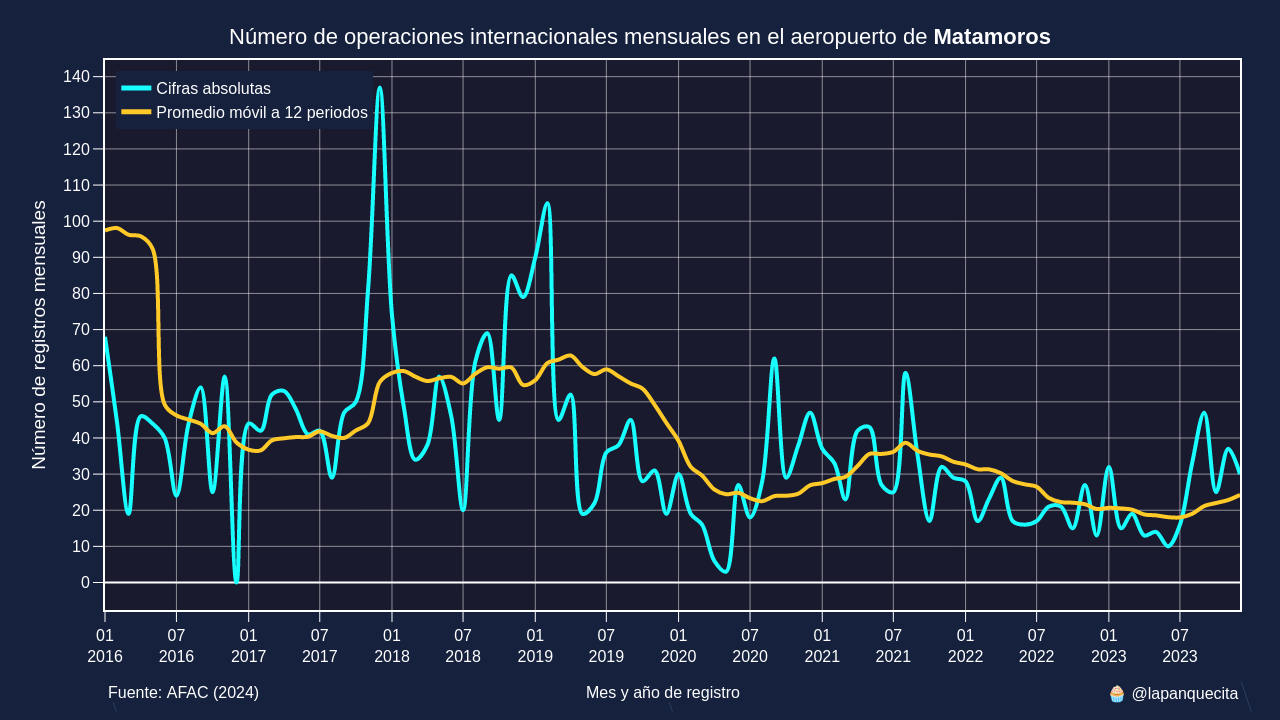 Número de operaciones internacionales mensuales en el aeropuerto de Matamoros
Cifras absolutas
Promedio móvil a 12 periodos
Número de registros mensuales
140
130
120
110
100
90
80
70
60
50
40
30
20
10
0
01 07 01 07 01 07 01 07 01 07 01 07 01 07 01 07
2016 2016 2017 2017 2018 2018 2019 2019 2020 2020 2021 2021 2022 2022 2023 2023
Fuente: AFAC (2024)
Mes y año de registro
🧁 @lapanquecita